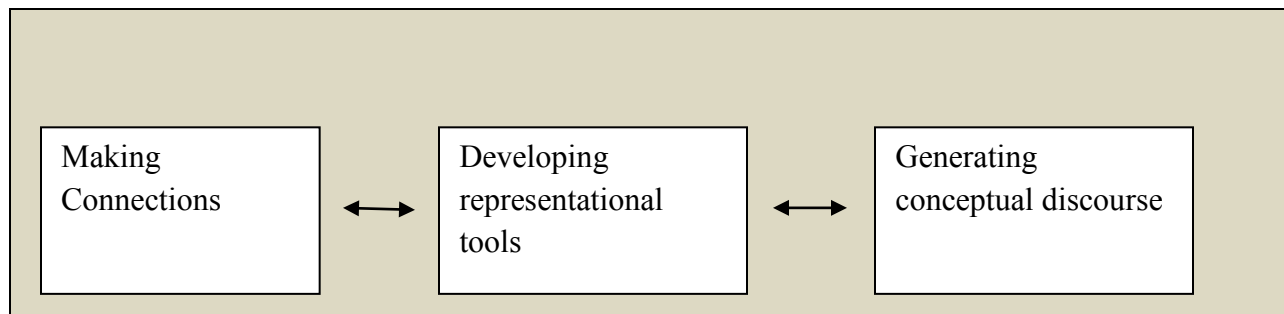 Making
Connections
Developing
representational
tools
Generating
conceptual discourse